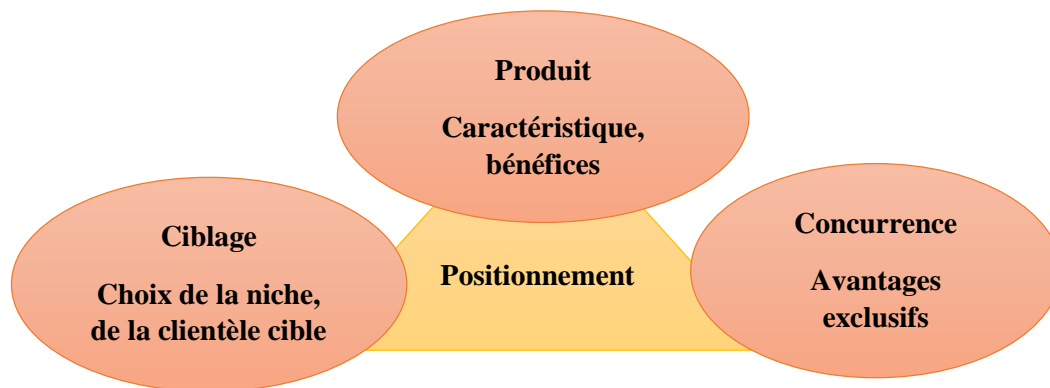 Produit
Caractéristique,
bénéfices
Ciblage
Choix de la niche,
de la clientèle cible
Positionnement
Concurrence
Avantages
exclusifs